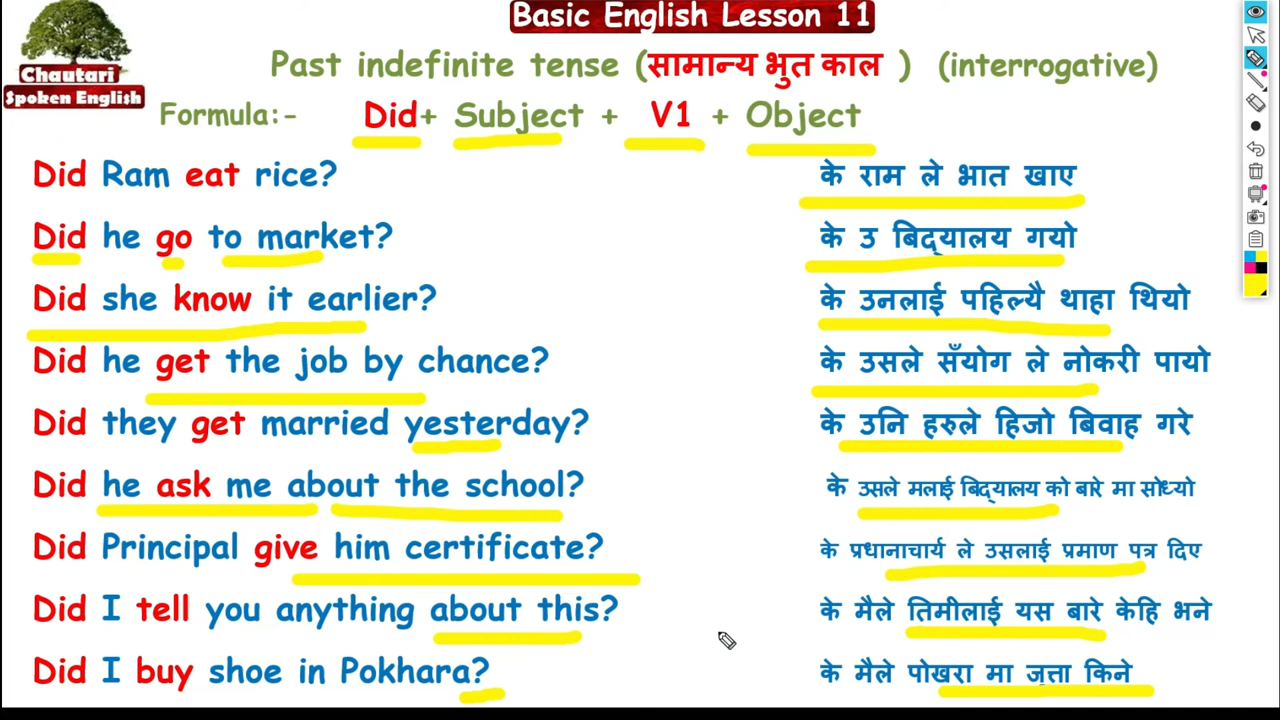 Basic English Lesson 11
Chautari
Spoken English
Past indefinite tense (सामान्य भुत काल ) (interrogative)
Formula:- Did+ Subject + V1 + Object
Did Ram eat rice? के राम ले भात खाए
Did he go to market? के उ बिद्यालय गयो
Did she know it earlier? के उनलाई पहिल्यै थाहा थियो
Did he get the job by chance? के उसले सँयोग ले नोकरी पायो
Did they get married yesterday? के उनि हरुले हिजो बिवाह गरे
Did he ask me about the school? के उसले मलाई बिद्यालय को बारे मा सोध्यो
Did Principal give him certificate? के प्रधानाचार्य ले उसलाई प्रमाण पत्र दिए
Did I tell you anything about this? के मैले तिमीलाई यस बारे केहि भने
Did I buy shoe in Pokhara? के मैले पोखरा मा जुत्ता किने